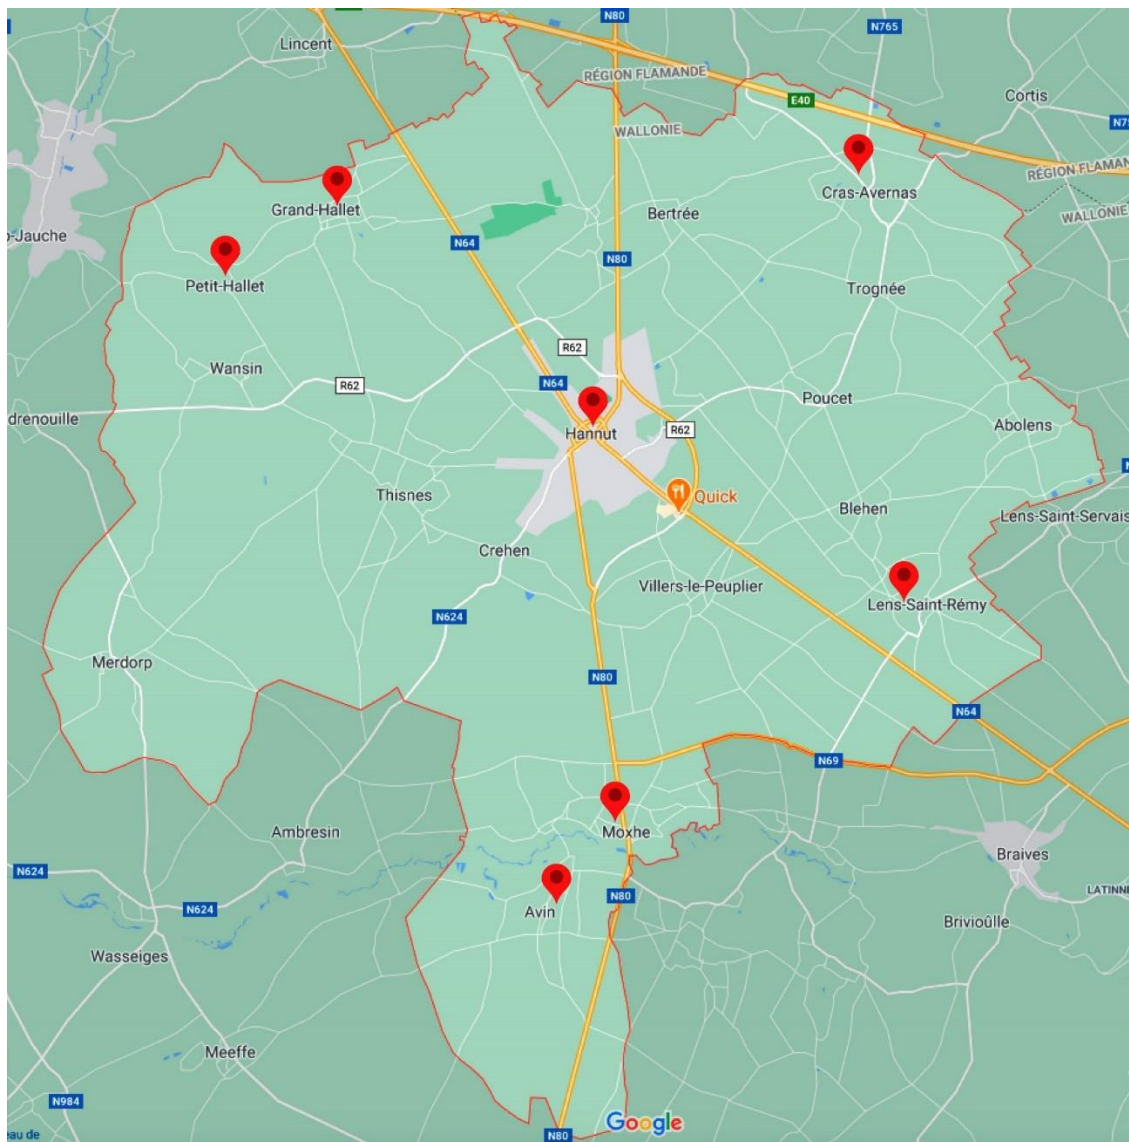 N80
N765
Lincent
RÉGION FLAMANDE
E40
Cortis
WALLONIE
RÉGION FLAMAND
Cras-Avernas
Grand-Hallet
Bertrée
WALLONIE
o-Jauche
N64
N80
Petit-Hallet
Trognée
R62
Wansin
R62
N64
Poucet
drenouille
Hannut
R62
Abolens
Thisnes
Quick
Blehen
Lens-Saint-Servais
Crehen
Villers-le-Peuplier
Lens-Saint-Rémy
N624
Merdorp
N80
N64
N69
Ambresin
Moxhe
Braives
N624
LATINNE
N80
N624
Avin
Brivioûlle
Wasseiges
Meeffe
N984
Google
eau de
N80